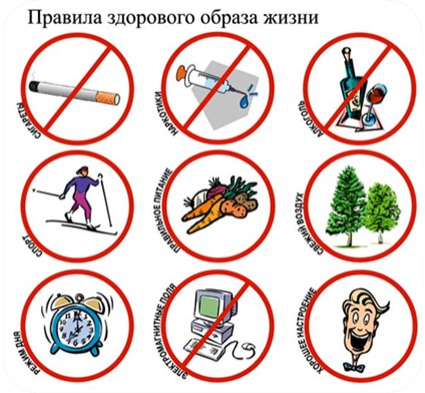 Правила здорового образа жизни
СИГАРЕТЫ
НАРКОТИКИ
АЛКОГОЛЬ
СПОРТ
ПРАВИЛЬНОЕ ПИТАНИЕ
СВЕЖИЙ ВОЗДУХ
РЕЖИМ ДНЯ
ЭЛЕКТРОМАГНИТНЫЕ ПОЛЯ
ХОРОШЕЕ НАСТРОЕНИЕ